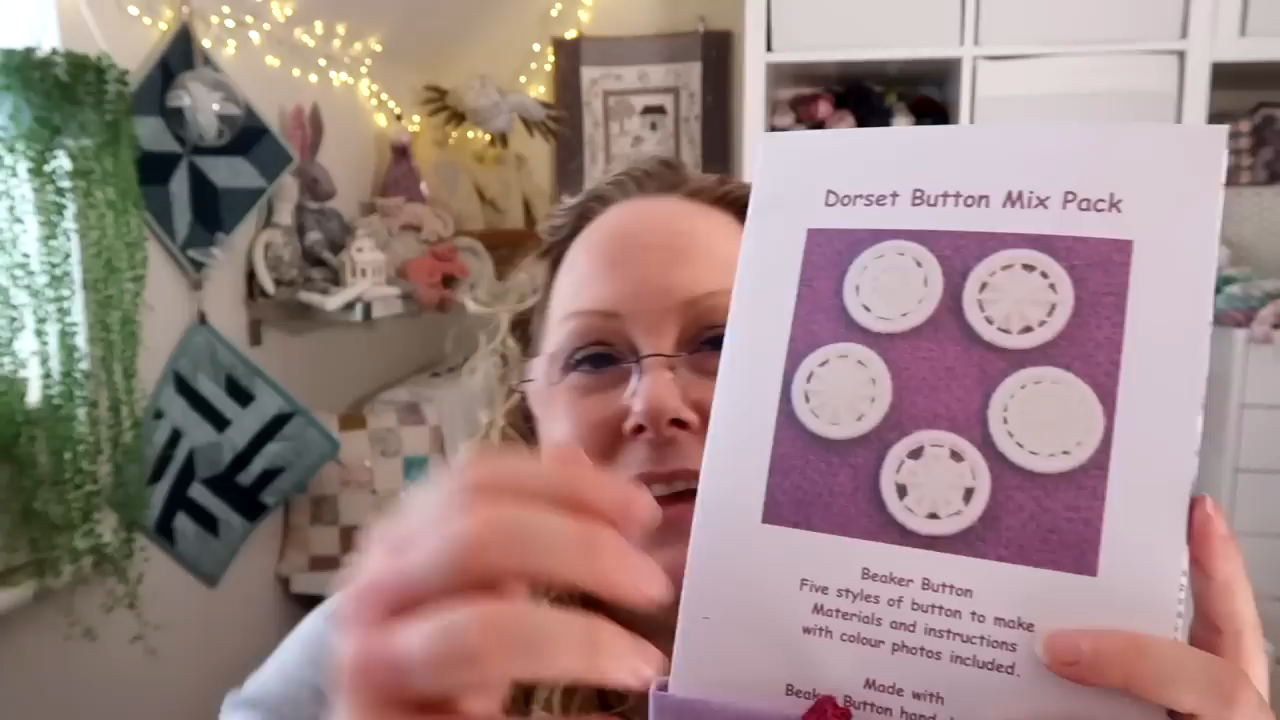 Dorset Button Mix Pack
Beaker Button
Five styles of button to make
Materials and instructions
with colour photos included.
Made with
Button